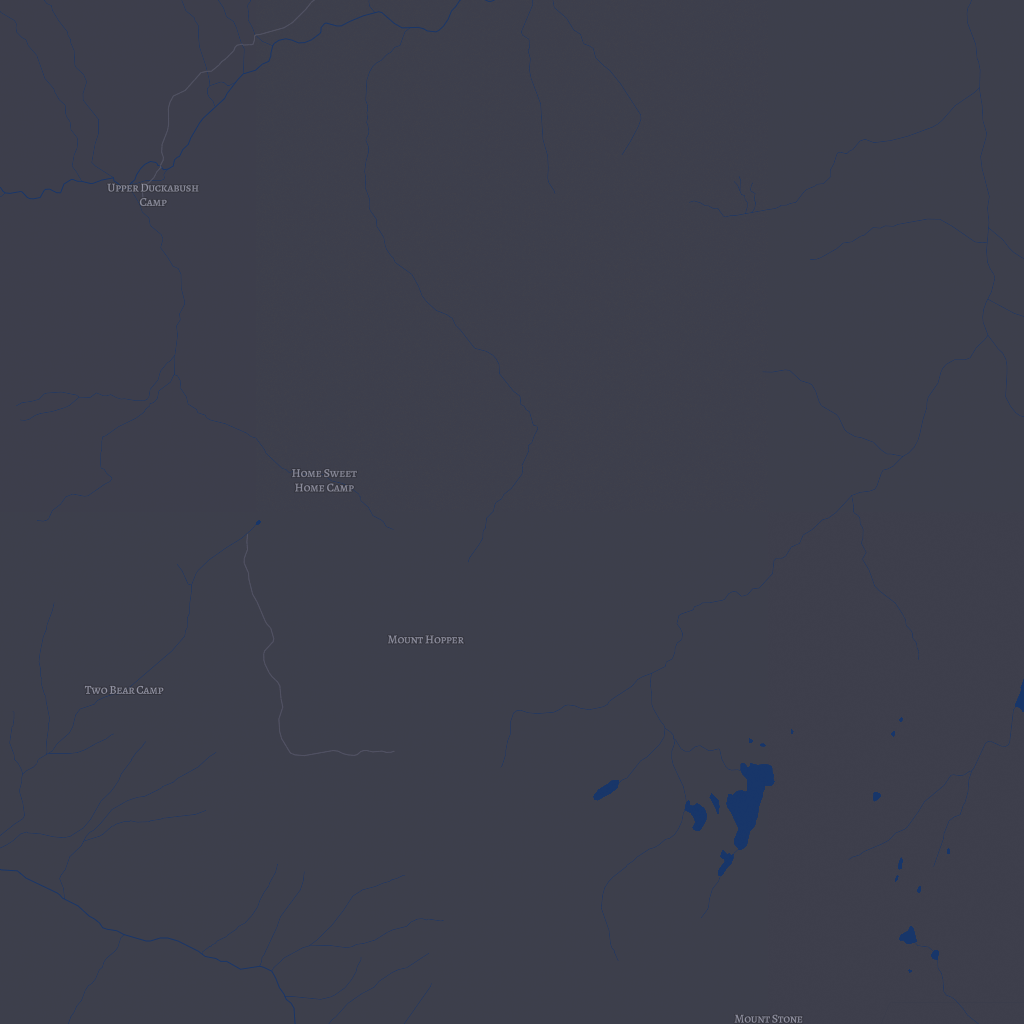 Upper Duckabush
Camp
Home Sweet
Home Camp
Mount Hopper
Two Bear Camp
Mount Stone